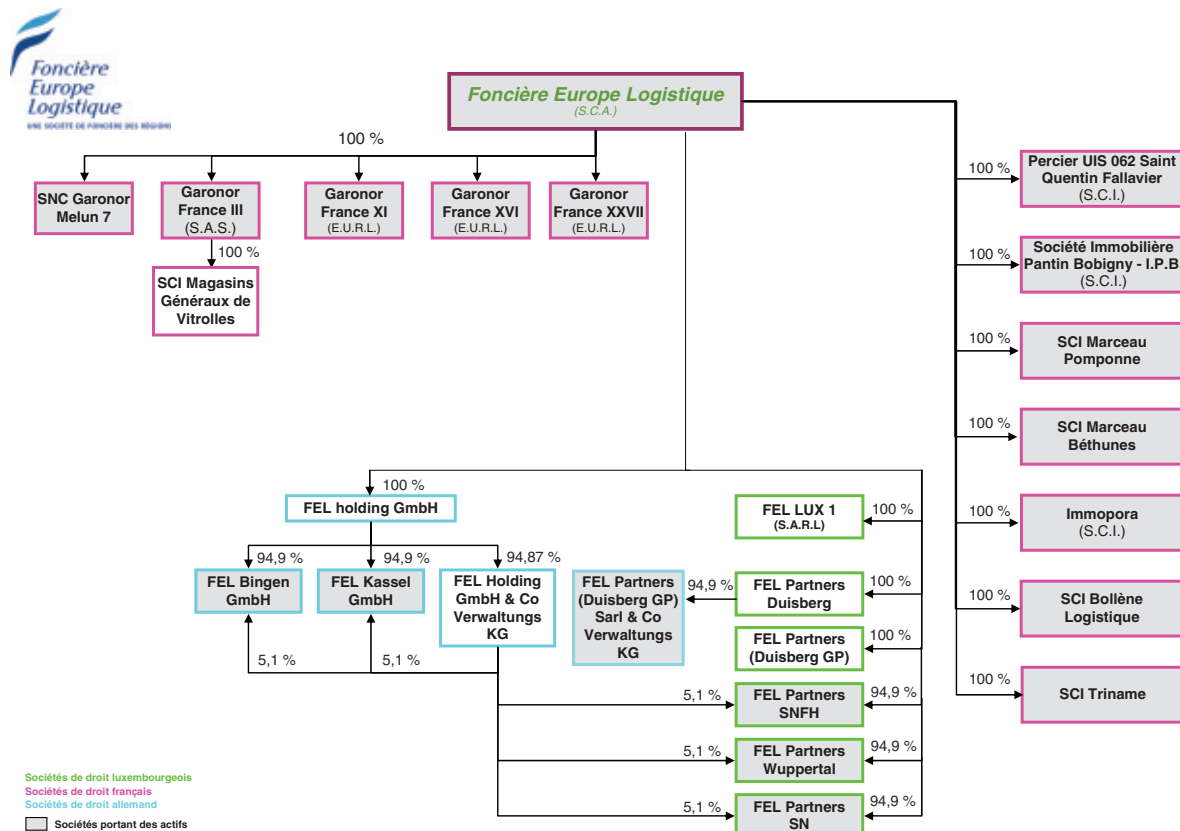 Foncière
Europe
Logistique
UNE SOCIÉTÉ DE FONCIÈRE DES RÉGIONS
Foncière Europe Logistique
(S.C.A.)
100 %
SNC Garonor
Melun 7
Garonor
France III
(S.A.S.)
Garonor
France XI
(E.U.R.L.)
Garonor
France XVI
(E.U.R.L.)
Garonor
France XXVII
(E.U.R.L.)
100 %
SCI Magasins
Généraux de
Vitrolles
100 %
Percier UIS 062 Saint
Quentin Fallavier
(S.C.I.)
100 %
Société Immobilière
Pantin Bobigny - I.P.B.
(S.C.I.)
100 %
SCI Marceau
Pomponne
100 %
SCI Marceau
Béthunes
100 %
Immopora
(S.C.I.)
100 %
SCI Bollène
Logistique
100 %
SCI Triname
100 %
FEL holding GmbH
94,9 %
94,9 %
94,87 %
FEL Bingen
GmbH
FEL Kassel
GmbH
FEL Holding
GmbH & Co
Verwaltungs
KG
5,1 %
5,1 %
FEL LUX 1
(S.A.R.L)
100 %
FEL Partners
(Duisberg GP)
Sarl & Co
Verwaltungs
KG
94,9 %
FEL Partners
Duisberg
100 %
FEL Partners
(Duisberg GP)
100 %
5,1 %
FEL Partners
SNFH
94,9 %
5,1 %
FEL Partners
Wuppertal
94,9 %
5,1 %
FEL Partners
SN
94,9 %
Sociétés de droit luxembourgeois
Sociétés de droit français
Sociétés de droit allemand
Sociétés portant des actifs